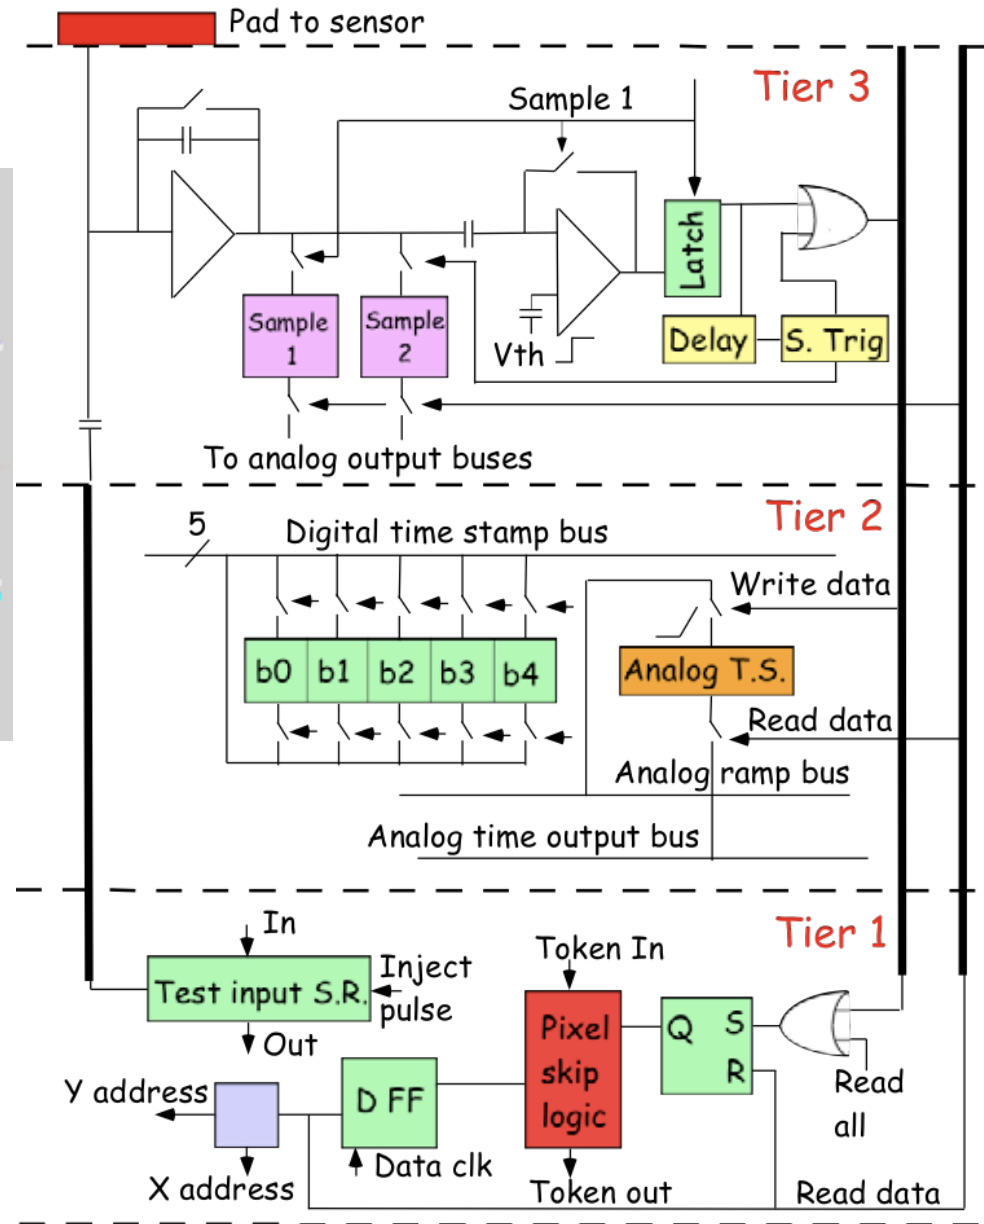 Pad to sensor
Tier 3
Sample 1
Latch
Sample
1
Sample
2
Vth
Delay
S. Trig
To analog output buses
Tier 2
5
Digital time stamp bus
Write data
b0 b1 b2 b3 b4
Analog T.S.
Read data
Analog ramp bus
Analog time output bus
Tier 1
In
Token In
Test input S.R.
Inject
pulse
Out
Pixel
skip
logic
Q S
R
Read
all
Y address
D FF
Data clk
X address
Token out
Read data